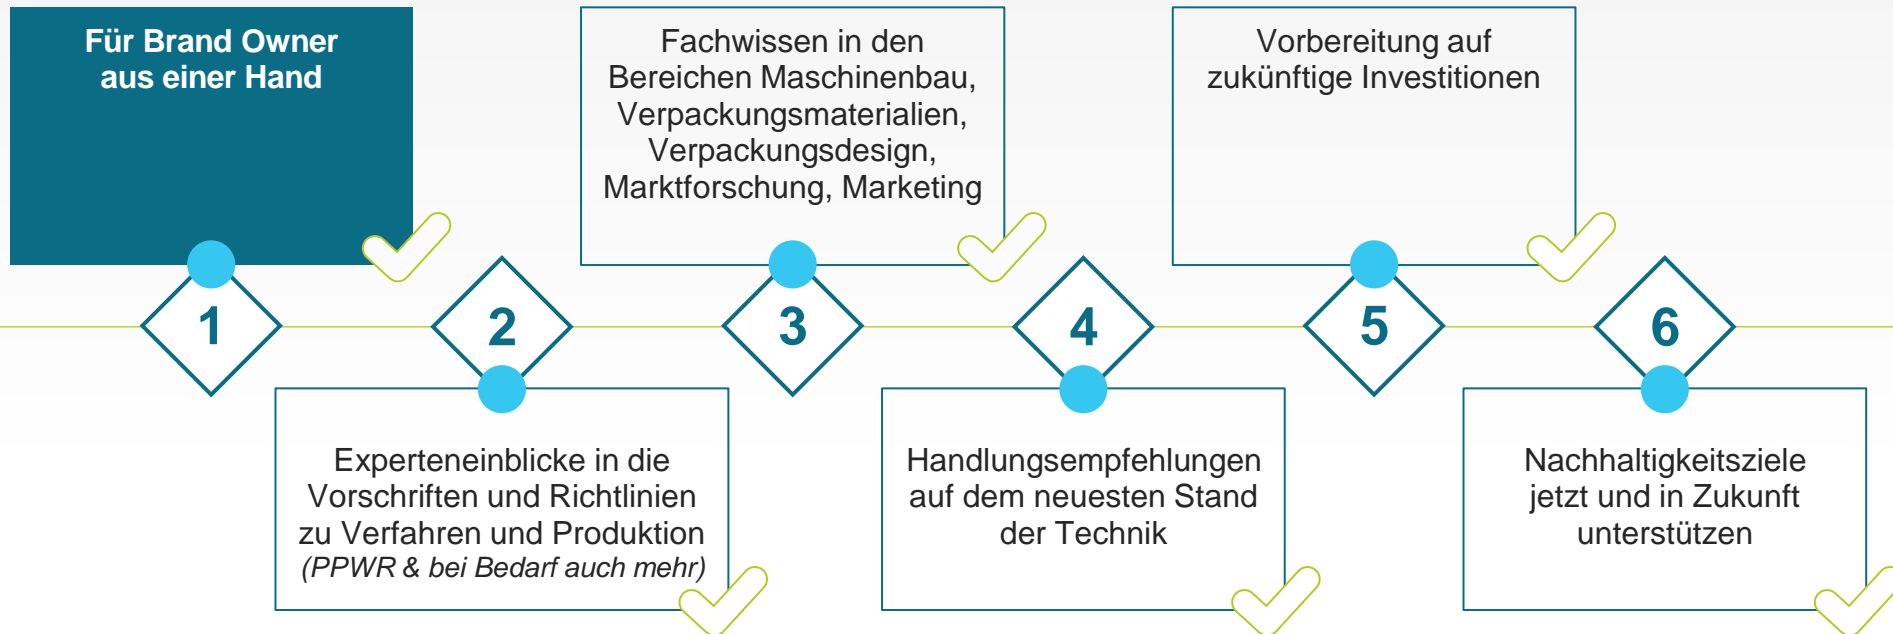 Für Brand Owner
aus einer Hand
1
Experteneinblicke in die
Vorschriften und Richtlinien
zu Verfahren und Produktion
(PPWR & bei Bedarf auch mehr)
2
Fachwissen in den
Bereichen Maschinenbau,
Verpackungsmaterialien,
Verpackungsdesign,
Marktforschung, Marketing
3
Handlungsempfehlungen
auf dem neuesten Stand
der Technik
4
Vorbereitung auf
zukünftige Investitionen
5
Nachhaltigkeitsziele
jetzt und in Zukunft
unterstützen
6